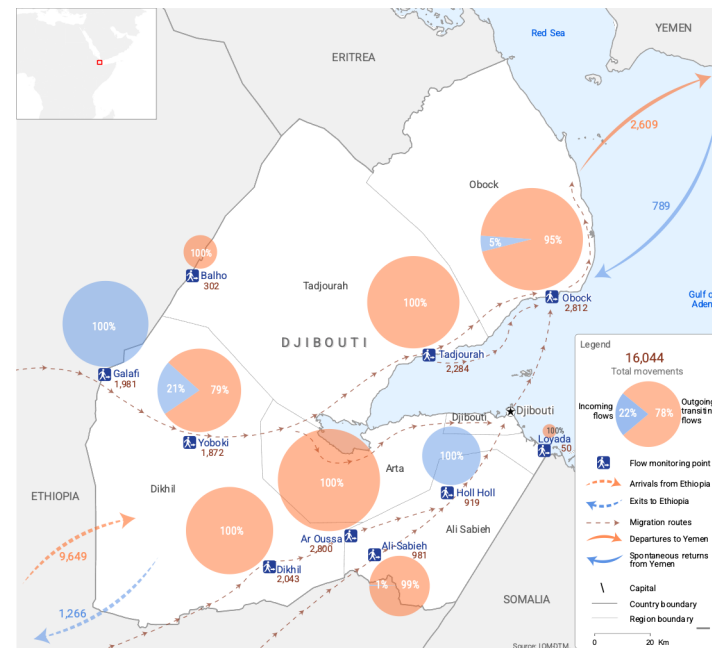 Red Sea
YEMEN
ERITREA
2,609
Obock
789
5%
95%
100%
Balho
302
Tadjourah
100%
Obock
2,812
Gulf
Aden
100%
DJIBOUTI
Galafi
1,981
Tadjourah
2,284
21%
79%
Yoboki
1,872
Djibouti
Djibouti
100%
Loyada
50
100%
Arta
100%
Holl Holl
919
ETHIOPIA
Dikhil
100%
Ar Oussa
2,800
Ali Sabieh
Ali-Sabieh
981
9,649
Dikhil
2,043
1%
99%
1,266
SOMALIA
Source: IOM DTM
Legend
16,044
Total movements
Incoming
flows
22%
78%
Outgoing
flows
Flow monitoring point
Arrivals from Ethiopia
Exits to Ethiopia
Migration routes
Departures to Yemen
Spontaneous returns
from Yemen
Capital
Country boundary
Region boundary
0
20 Km